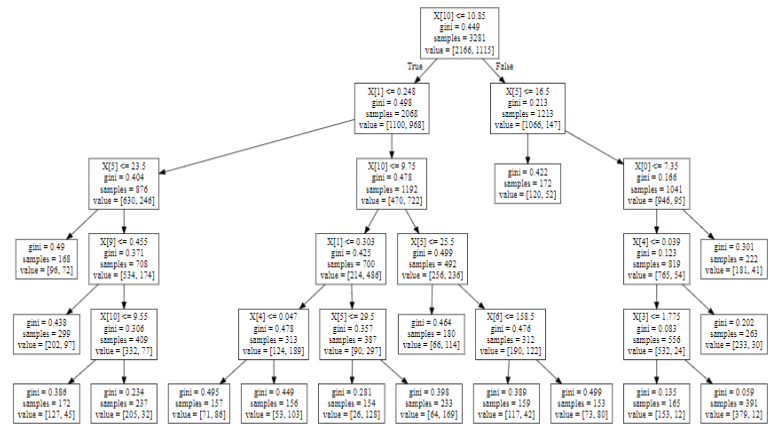 X[10] <= 10.85
gini = 0.449
samples = 3281
value = [2166, 1115]
True
False
X[1] <= 0.248
gini = 0.498
samples = 2068
value = [1100, 968]
X[5] <= 16.5
gini = 0.213
samples = 1213
value = [1066, 147]
X[5] <= 23.5
gini = 0.404
samples = 876
value = [630, 246]
X[10] <= 9.75
gini = 0.478
samples = 1192
value = [470, 722]
gini = 0.422
samples = 172
value = [120, 52]
X[0] <= 7.35
gini = 0.166
samples = 1041
value = [946, 95]
gini = 0.49
samples = 168
value = [96, 72]
X[9] <= 0.455
gini = 0.371
samples = 708
value = [534, 174]
X[1] <= 0.303
gini = 0.425
samples = 700
value = [214, 486]
X[5] <= 25.5
gini = 0.499
samples = 492
value = [256, 236]
X[4] <= 0.039
gini = 0.123
samples = 819
value = [765, 54]
gini = 0.301
samples = 222
value = [181, 41]
gini = 0.438
samples = 299
value = [202, 97]
X[10] <= 9.55
gini = 0.306
samples = 409
value = [332, 77]
X[4] <= 0.047
gini = 0.478
samples = 313
value = [124, 189]
X[5] <= 29.5
gini = 0.357
samples = 387
value = [90, 297]
gini = 0.464
samples = 180
value = [66, 114]
X[6] <= 158.5
gini = 0.476
samples = 312
value = [190, 122]
X[3] <= 1.775
gini = 0.083
samples = 556
value = [532, 24]
gini = 0.202
samples = 263
value = [233, 30]
gini = 0.386
samples = 172
value = [127, 45]
gini = 0.234
samples = 237
value = [205, 32]
gini = 0.495
samples = 157
value = [71, 86]
gini = 0.449
samples = 156
value = [53, 103]
gini = 0.281
samples = 154
value = [26, 128]
gini = 0.398
samples = 233
value = [64, 169]
gini = 0.389
samples = 159
value = [117, 42]
gini = 0.499
samples = 153
value = [73, 80]
gini = 0.135
samples = 165
value = [153, 12]
gini = 0.059
samples = 391
value = [379, 12]